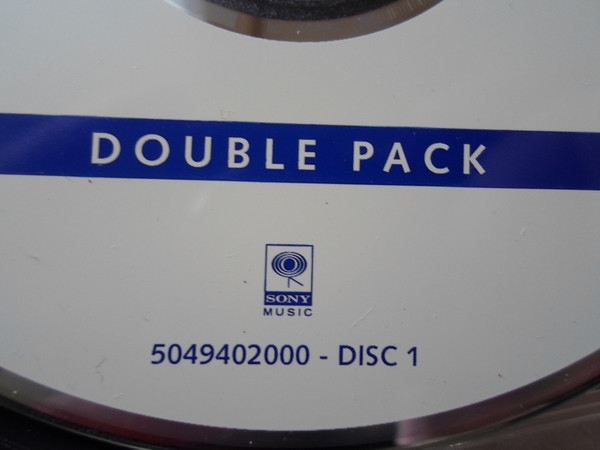 DOUBLE PACK
SONY
MUSIC
5049402000 - DISC 1